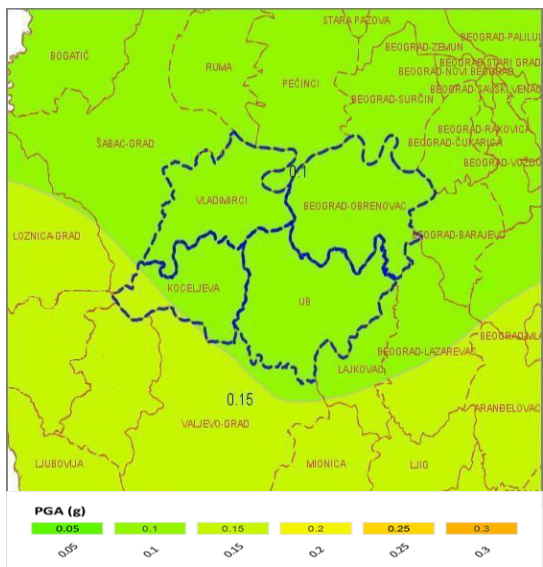 STARA PAZOVA
BEOGRAD-PALILUL
BEOGRAD-ZEMUN
BOGATIĆ
RUMA
BEOGRAD-STARI GRAD
BEOGRAD-NOVI BEOGRAD
PEĆINCI
BEOGRAD-SAVSKI VENAC
BEOGRAD-SURČIN
BEOGRAD-RAKOVICA
ŠABAC-GRAD
BEOGRAD-ČUKARICA
BEOGRAD-VOŽDO
0.1
VLADIMIRCI
BEOGRAD-OBRENOVAC
LOZNICA-GRAD
BEOGRAD-BARAJEVO
KOCELJEVA
UB
BEOGRAD-MLA
BEOGRAD-LAZAREVAC
LAJKOVAC
0.15
ARANĐELOVAC
VALJEVO-GRAD
LJUBOVIJA
MIONICA
LJIG
PGA (g)
0.05 0.1 0.15 0.2 0.25 0.3
0.05 0.1 0.15 0.2 0.25 0.3